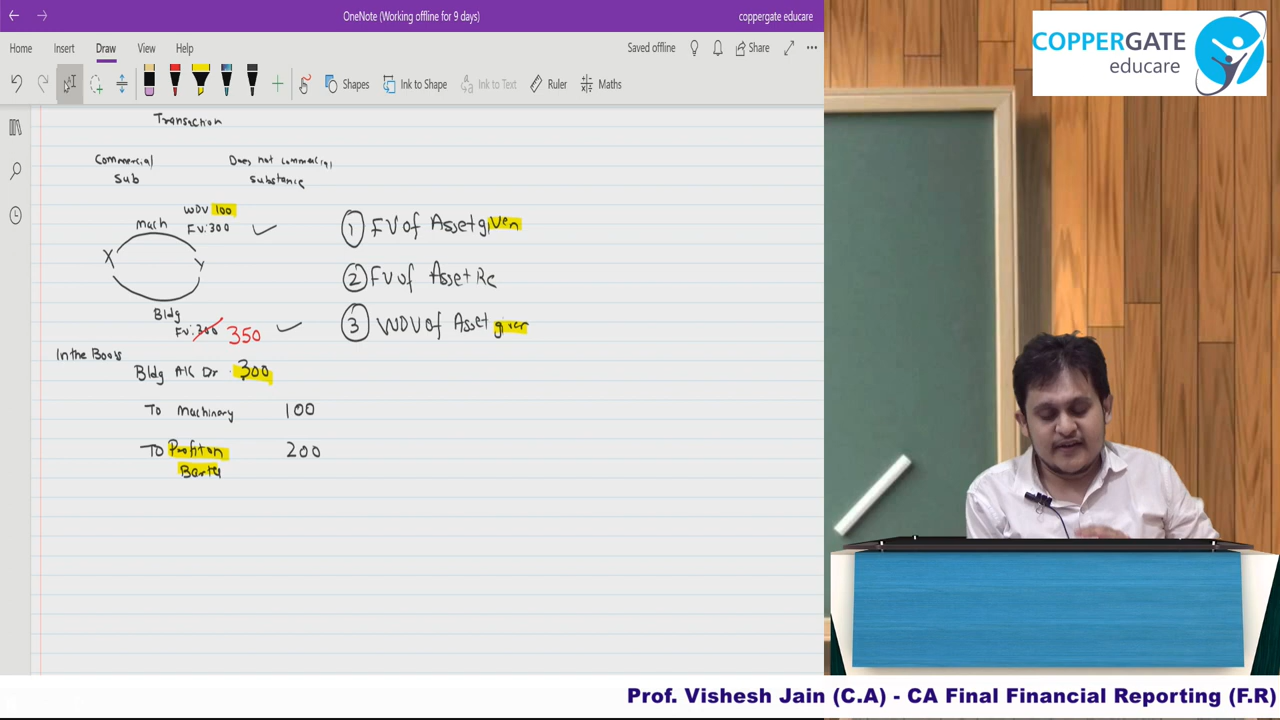 OneNote (Working offline for 9 days)
coppergate educare
Home Insert Draw View Help
Saved offline
Share
Shapes
Ink to Shape
Ink to Text
Ruler
Maths
COPPERGATE
educare
Transaction
Commercial
Sub
Does not commercial
substance
WDV 100
Mach
FV:300
X
Y
Bldg
FV:300 350
① FV of Asset given
② FV of Asset Rc
③ WDV of Asset given
In the Books
Bldg A/c Dr 300
To Machinery 100
To Profit on 200
Barter
Prof. Vishesh Jain (C.A) - CA Final Financial Reporting (F.R)